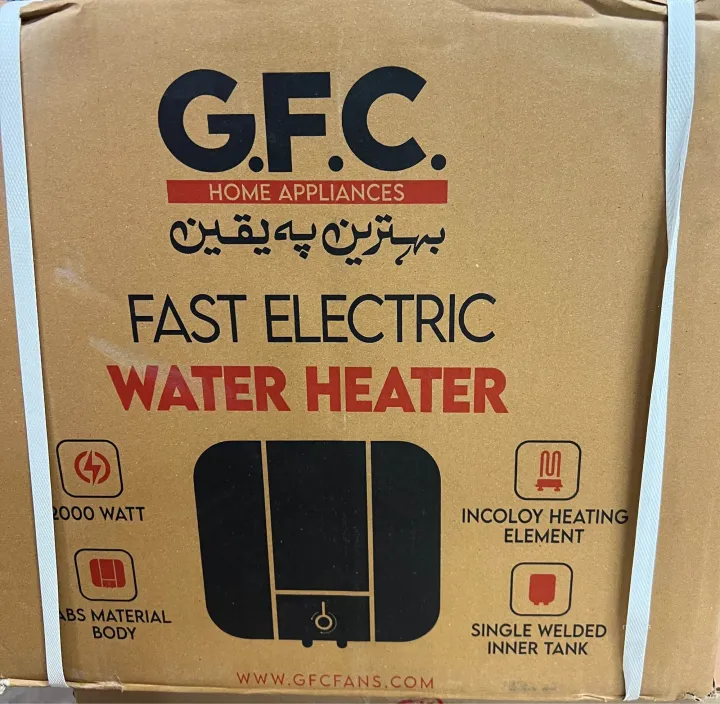 G.F.C.
HOME APPLIANCES
بہترین پہ یقین
FAST ELECTRIC
WATER HEATER
2000 WATT
INCOLOY HEATING
ELEMENT
ABS MATERIAL
BODY
SINGLE WELDED
INNER TANK
WWW.GFCFANS.COM